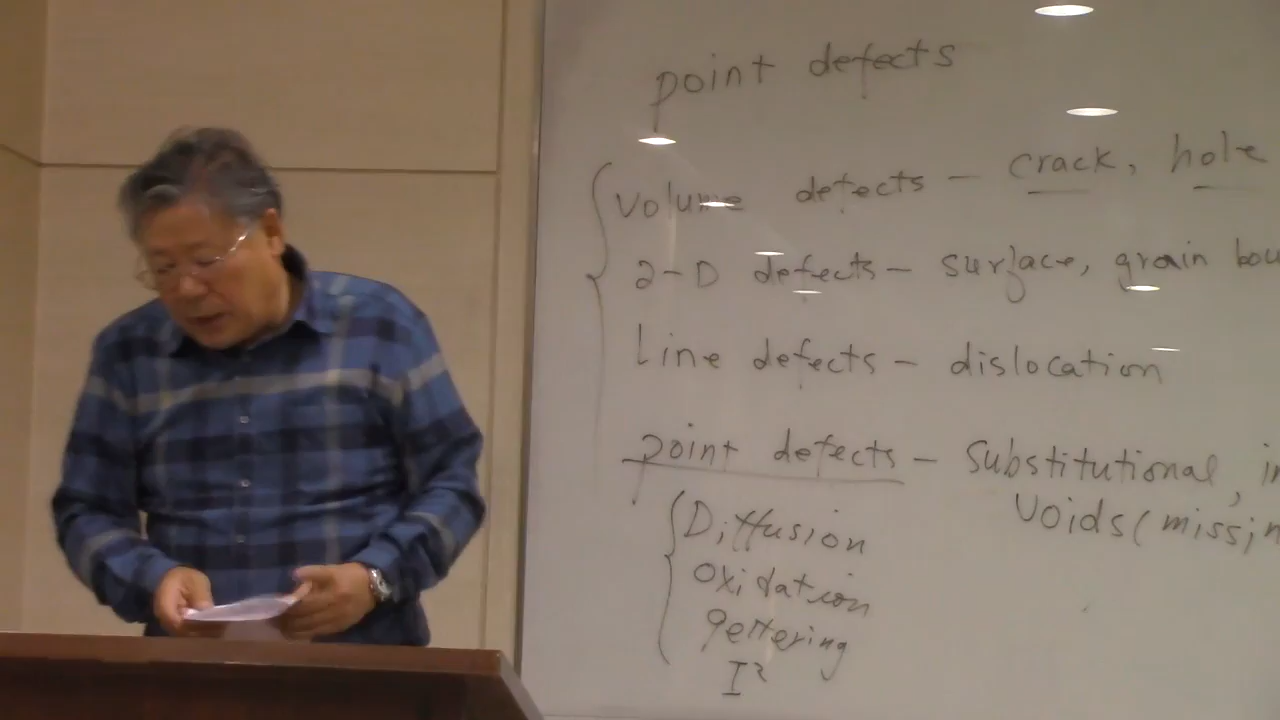 point defects
volume defects - crack, hole
2-D defects - surface, grain bou
Line defects - dislocation
point defects - substitutional, in
voids (missin
Diffusion
Oxidation
gettering
I²